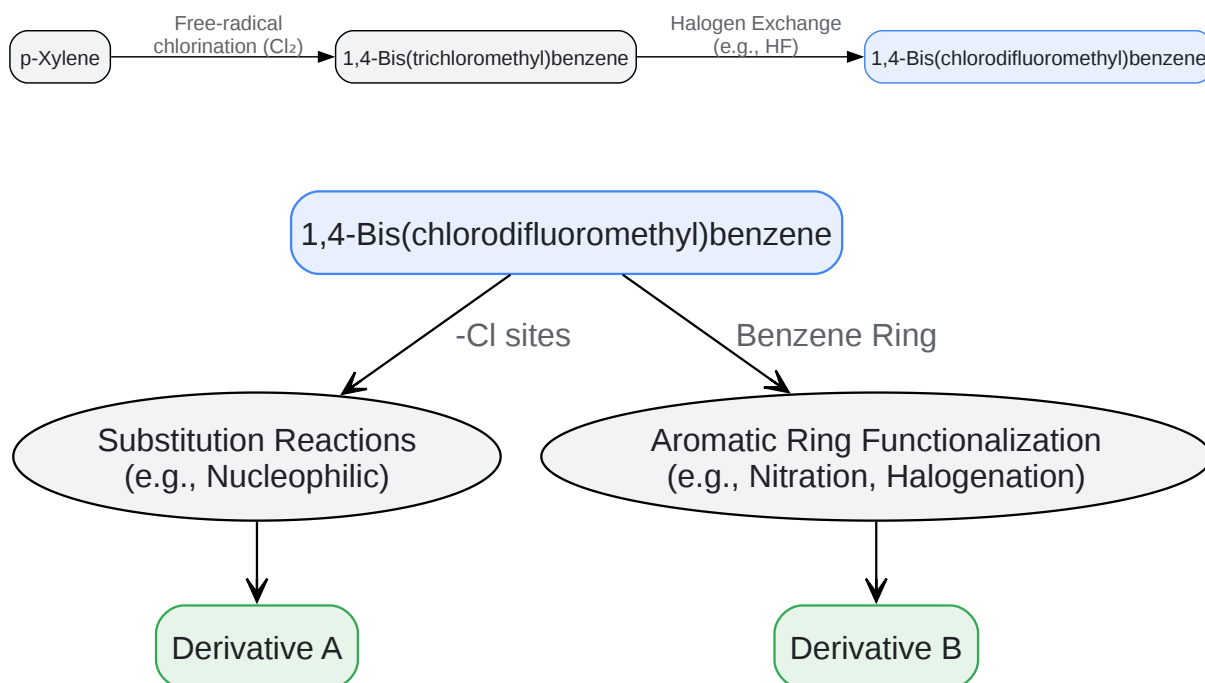 Free-radical
chlorination (Cl₂)
Halogen Exchange
(e.g., HF)
p-Xylene
1,4-Bis(trichloromethyl)benzene
1,4-Bis(chlorodifluoromethyl)benzene
1,4-Bis(chlorodifluoromethyl)benzene
-Cl sites
Benzene Ring
Substitution Reactions
(e.g., Nucleophilic)
Aromatic Ring Functionalization
(e.g., Nitration, Halogenation)
Derivative A
Derivative B